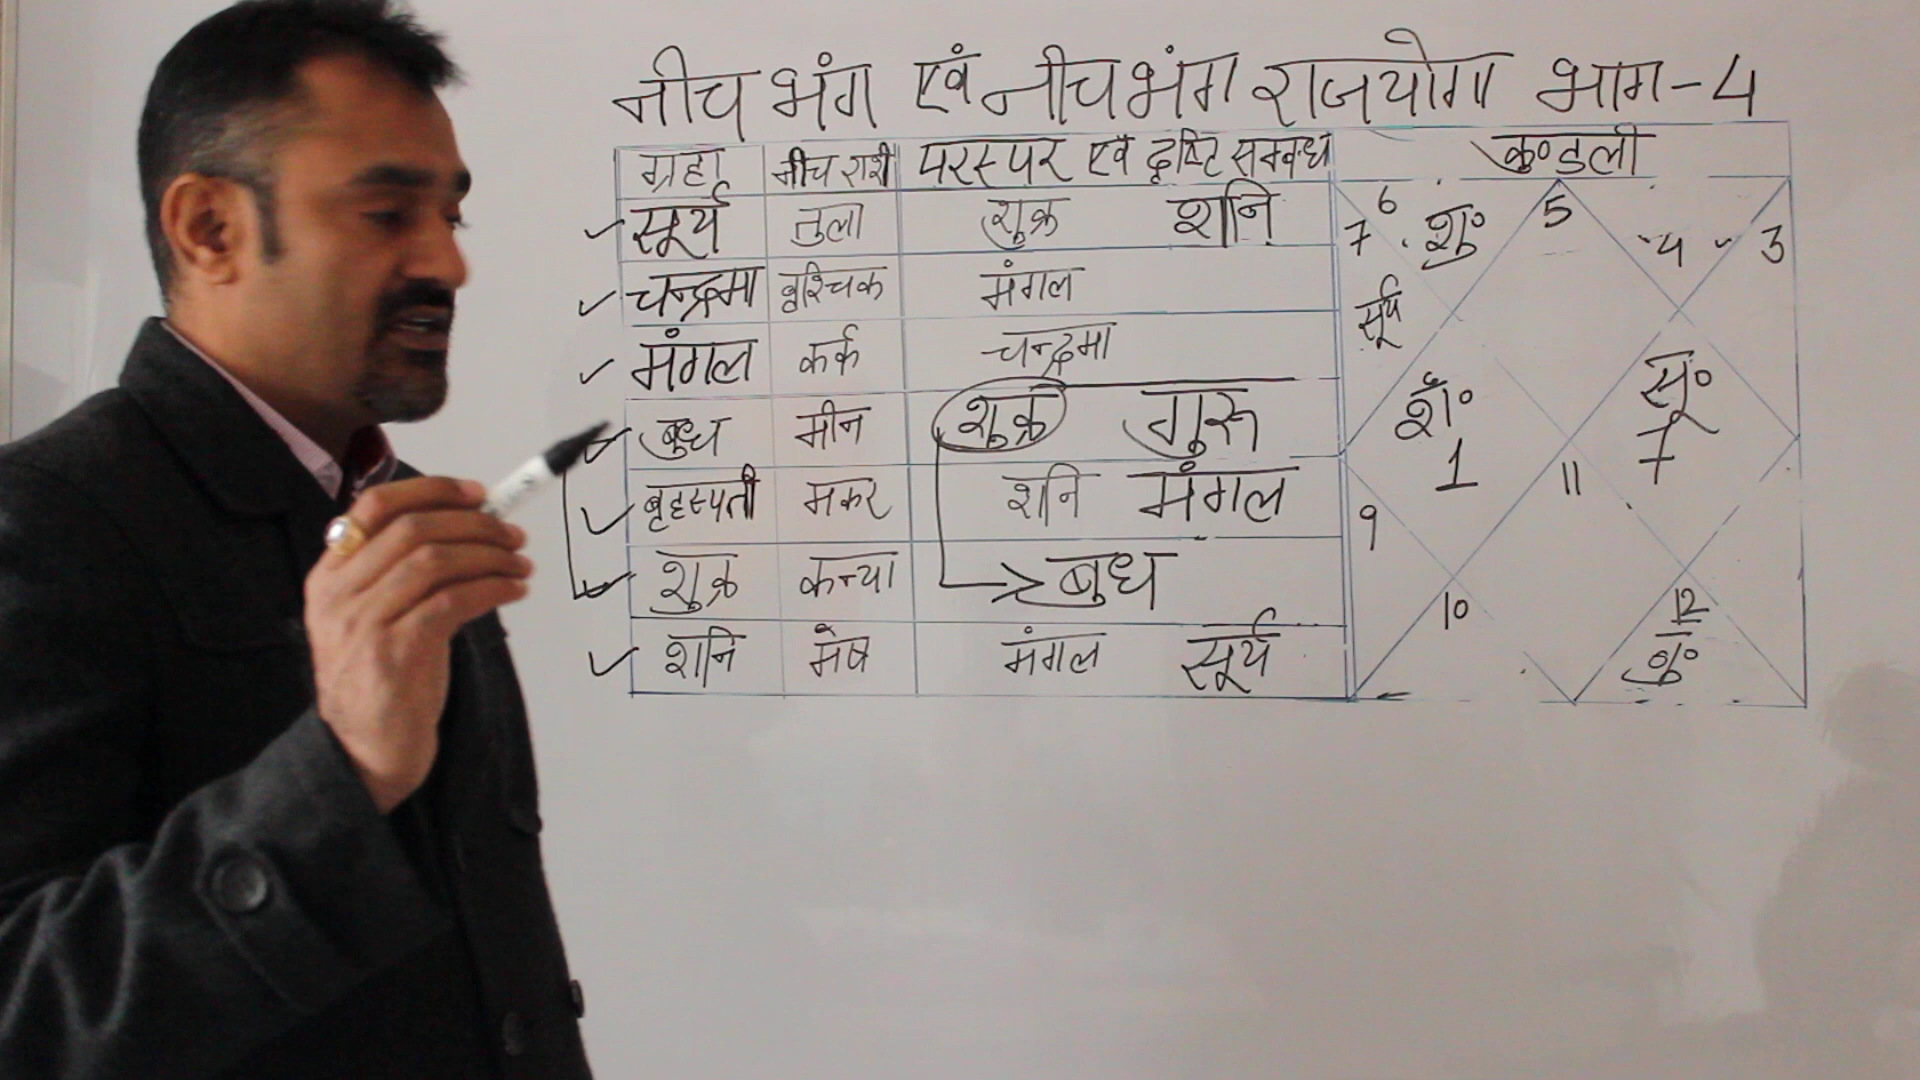 नीच भंग एवं नीच भंग राजयोग भाग-4
ग्रहा नीच राशी परस्पर एवं दृष्टि सम्बन्ध कुण्डली
सूर्य तुला शुक्र शनि
चन्द्रमा वृश्चिक मंगल
मंगल कर्क चन्द्रमा
बुध मीन शुक्र गुरू
बृहस्पती मकर शनि मंगल
शुक्र कन्या बुध
शनि मेष मंगल सूर्य
6 5
7 शु० 4 3
सूर्य
श० सू०
1 11 7
9
10 12
बु०